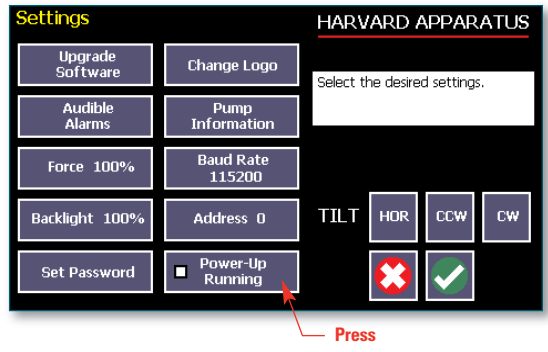 Settings
HARVARD APPARATUS
Upgrade
Software
Change Logo
Select the desired settings.
Audible
Alarms
Pump
Information
Force 100%
Baud Rate
115200
Backlight 100%
Address 0
TILT
HOR
CCW
CW
Set Password
Power-Up
Running
Press